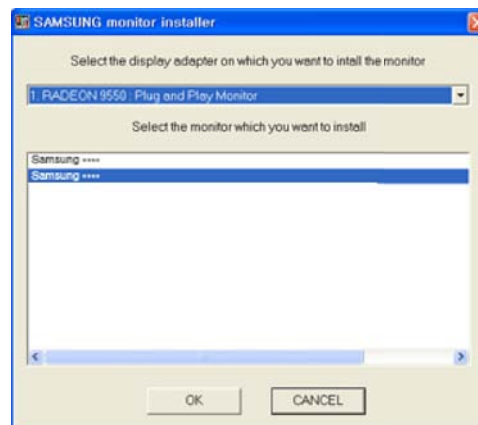 SAMSUNG monitor installer
Select the display adapter on which you want to intall the monitor
1. RADEON 9550 : Plug and Play Monitor
Select the monitor which you want to install
Samsung ****
Samsung ****
OK
CANCEL